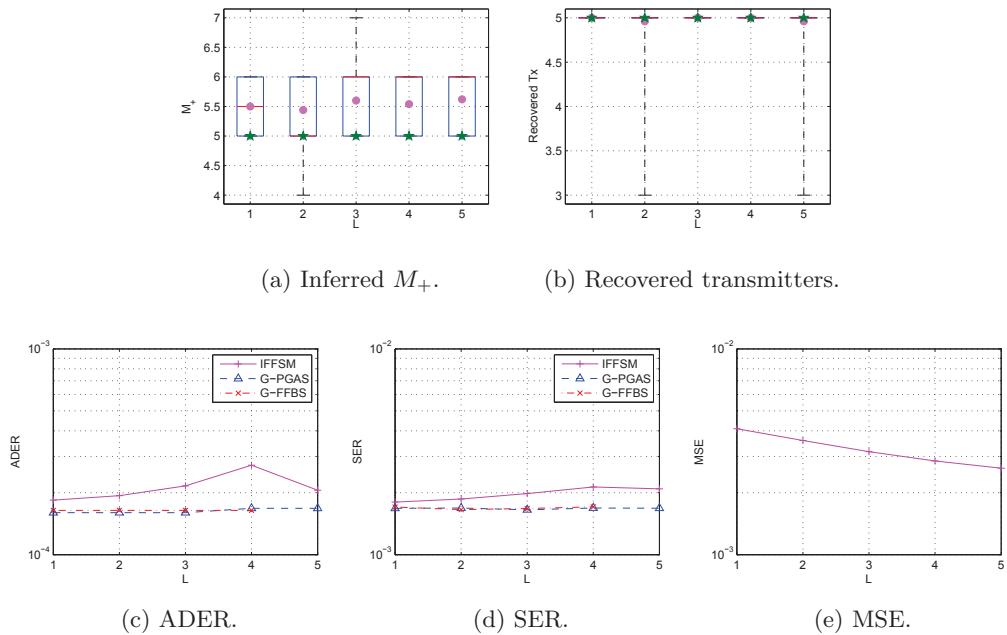 7
6.5
6
5.5
5
4.5
4
M+
1 2 3 4 5
L
(a) Inferred M+.
5
4.5
4
3.5
3
Recovered Tx
1 2 3 4 5
L
(b) Recovered transmitters.
10−3
10−4
ADER
IFFSM
G−PGAS
G−FFBS
1 2 3 4 5
L
(c) ADER.
10−2
10−3
SER
IFFSM
G−PGAS
G−FFBS
1 2 3 4 5
L
(d) SER.
10−2
10−3
MSE
1 2 3 4 5
L
(e) MSE.